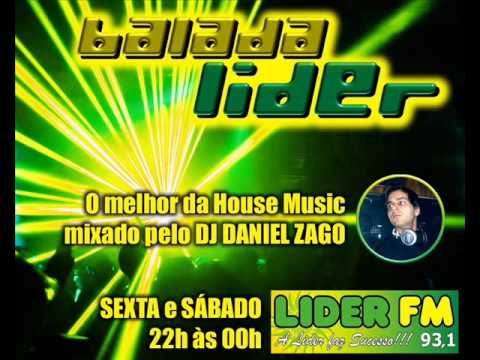 balada
lider
O melhor da House Music
mixado pelo DJ DANIEL ZAGO
SEXTA e SÁBADO
22h às 00h
LIDER FM
A Lider faz Sucesso!!! 93,1